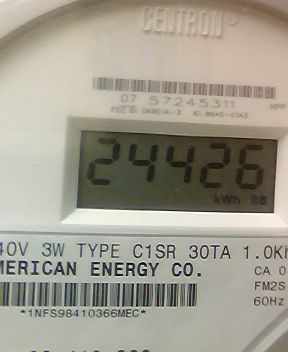 CENTRON
07 57245311
24426
kWh
40V 3W TYPE C1SR 30TA 1.0K
MERICAN ENERGY CO.
CA 0
FM2S
60Hz
*1NFS98410366MEC*